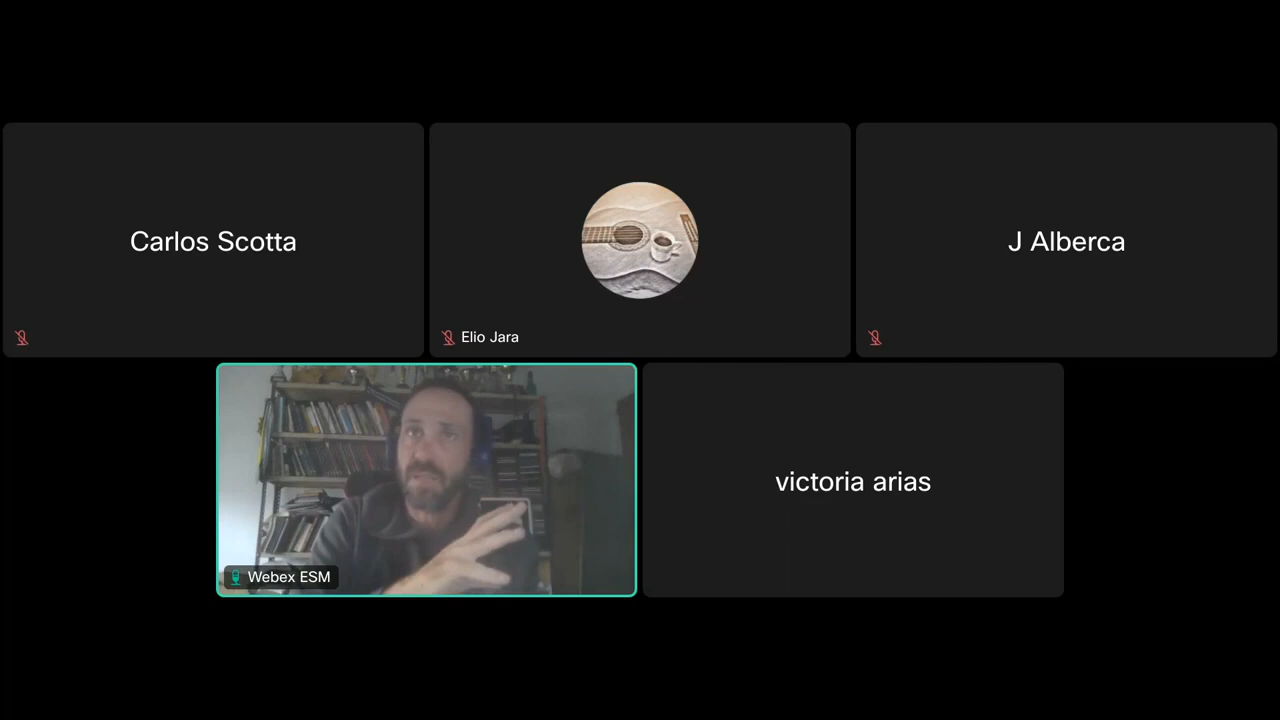 Carlos Scotta
J Alberca
Elio Jara
Webex ESM
victoria arias